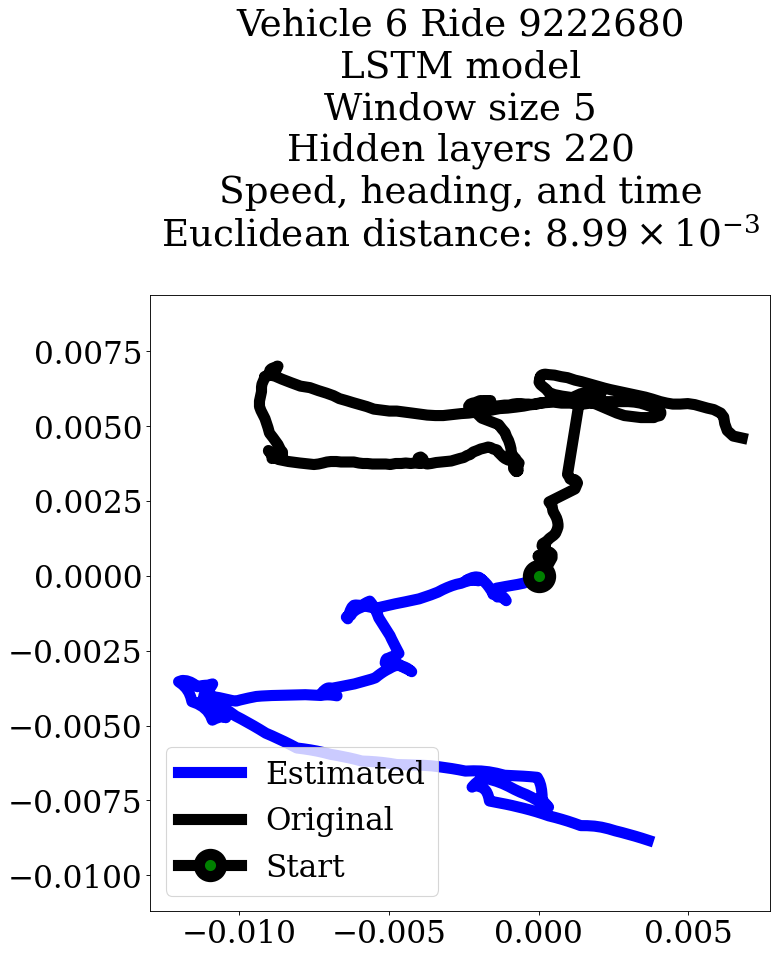 Vehicle 6 Ride 9222680
LSTM model
Window size 5
Hidden layers 220
Speed, heading, and time
Euclidean distance: 8.99 × 10⁻³
0.0075
0.0050
0.0025
0.0000
−0.0025
−0.0050
−0.0075
−0.0100
Estimated
Original
Start
−0.010 −0.005 0.000 0.005